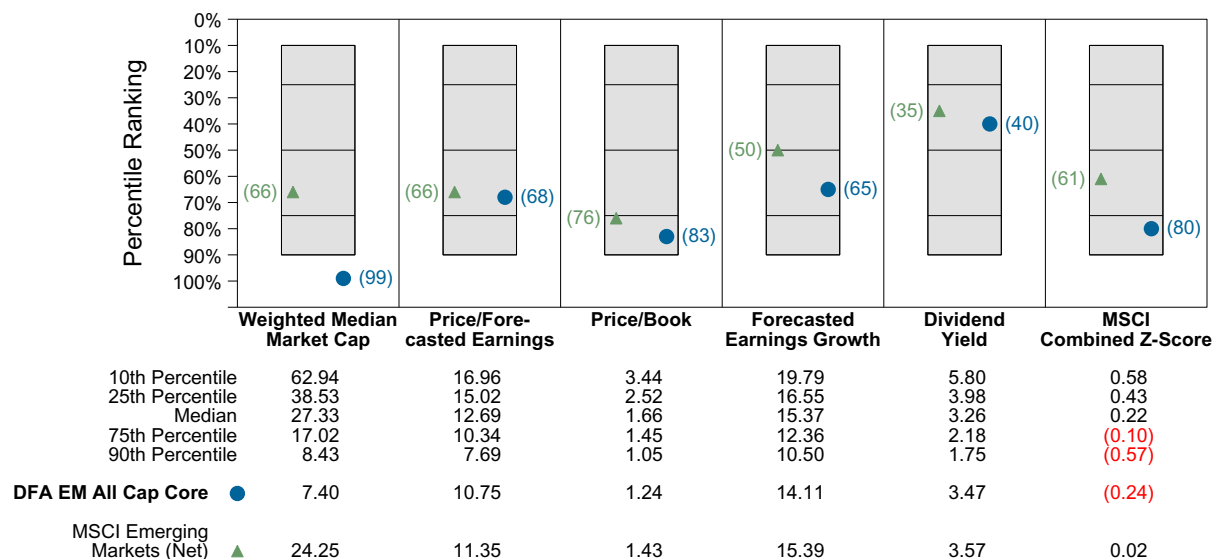 Percentile Ranking
0%
10%
20%
30%
40%
50%
60%
70%
80%
90%
100%
(66)
(99)
(66)
(68)
(76)
(83)
(50)
(65)
(35)
(40)
(61)
(80)
Weighted Median
Market Cap
Price/Fore-
casted Earnings
Price/Book
Forecasted
Earnings Growth
Dividend
Yield
MSCI
Combined Z-Score
10th Percentile 62.94 16.96 3.44 19.79 5.80 0.58
25th Percentile 38.53 15.02 2.52 16.55 3.98 0.43
Median 27.33 12.69 1.66 15.37 3.26 0.22
75th Percentile 17.02 10.34 1.45 12.36 2.18 (0.10)
90th Percentile 8.43 7.69 1.05 10.50 1.75 (0.57)
DFA EM All Cap Core 7.40 10.75 1.24 14.11 3.47 (0.24)
MSCI Emerging
Markets (Net) 24.25 11.35 1.43 15.39 3.57 0.02